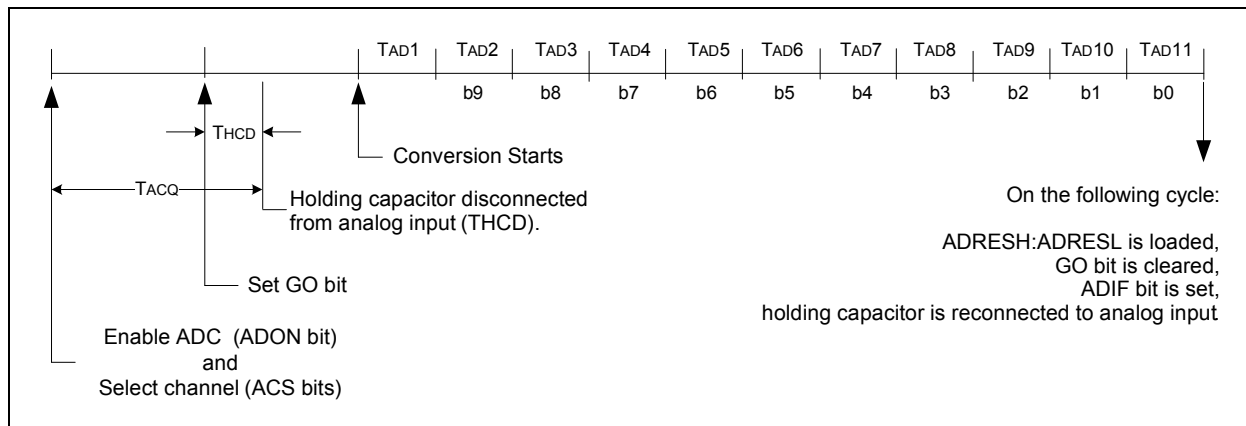 TAD1 TAD2 TAD3 TAD4 TAD5 TAD6 TAD7 TAD8 TAD9 TAD10 TAD11
b9 b8 b7 b6 b5 b4 b3 b2 b1 b0
THCD
Conversion Starts
TACQ
Holding capacitor disconnected
from analog input (THCD).
Set GO bit
Enable ADC (ADON bit)
and
Select channel (ACS bits)
On the following cycle:
ADRESH:ADRESL is loaded,
GO bit is cleared,
ADIF bit is set,
holding capacitor is reconnected to analog input